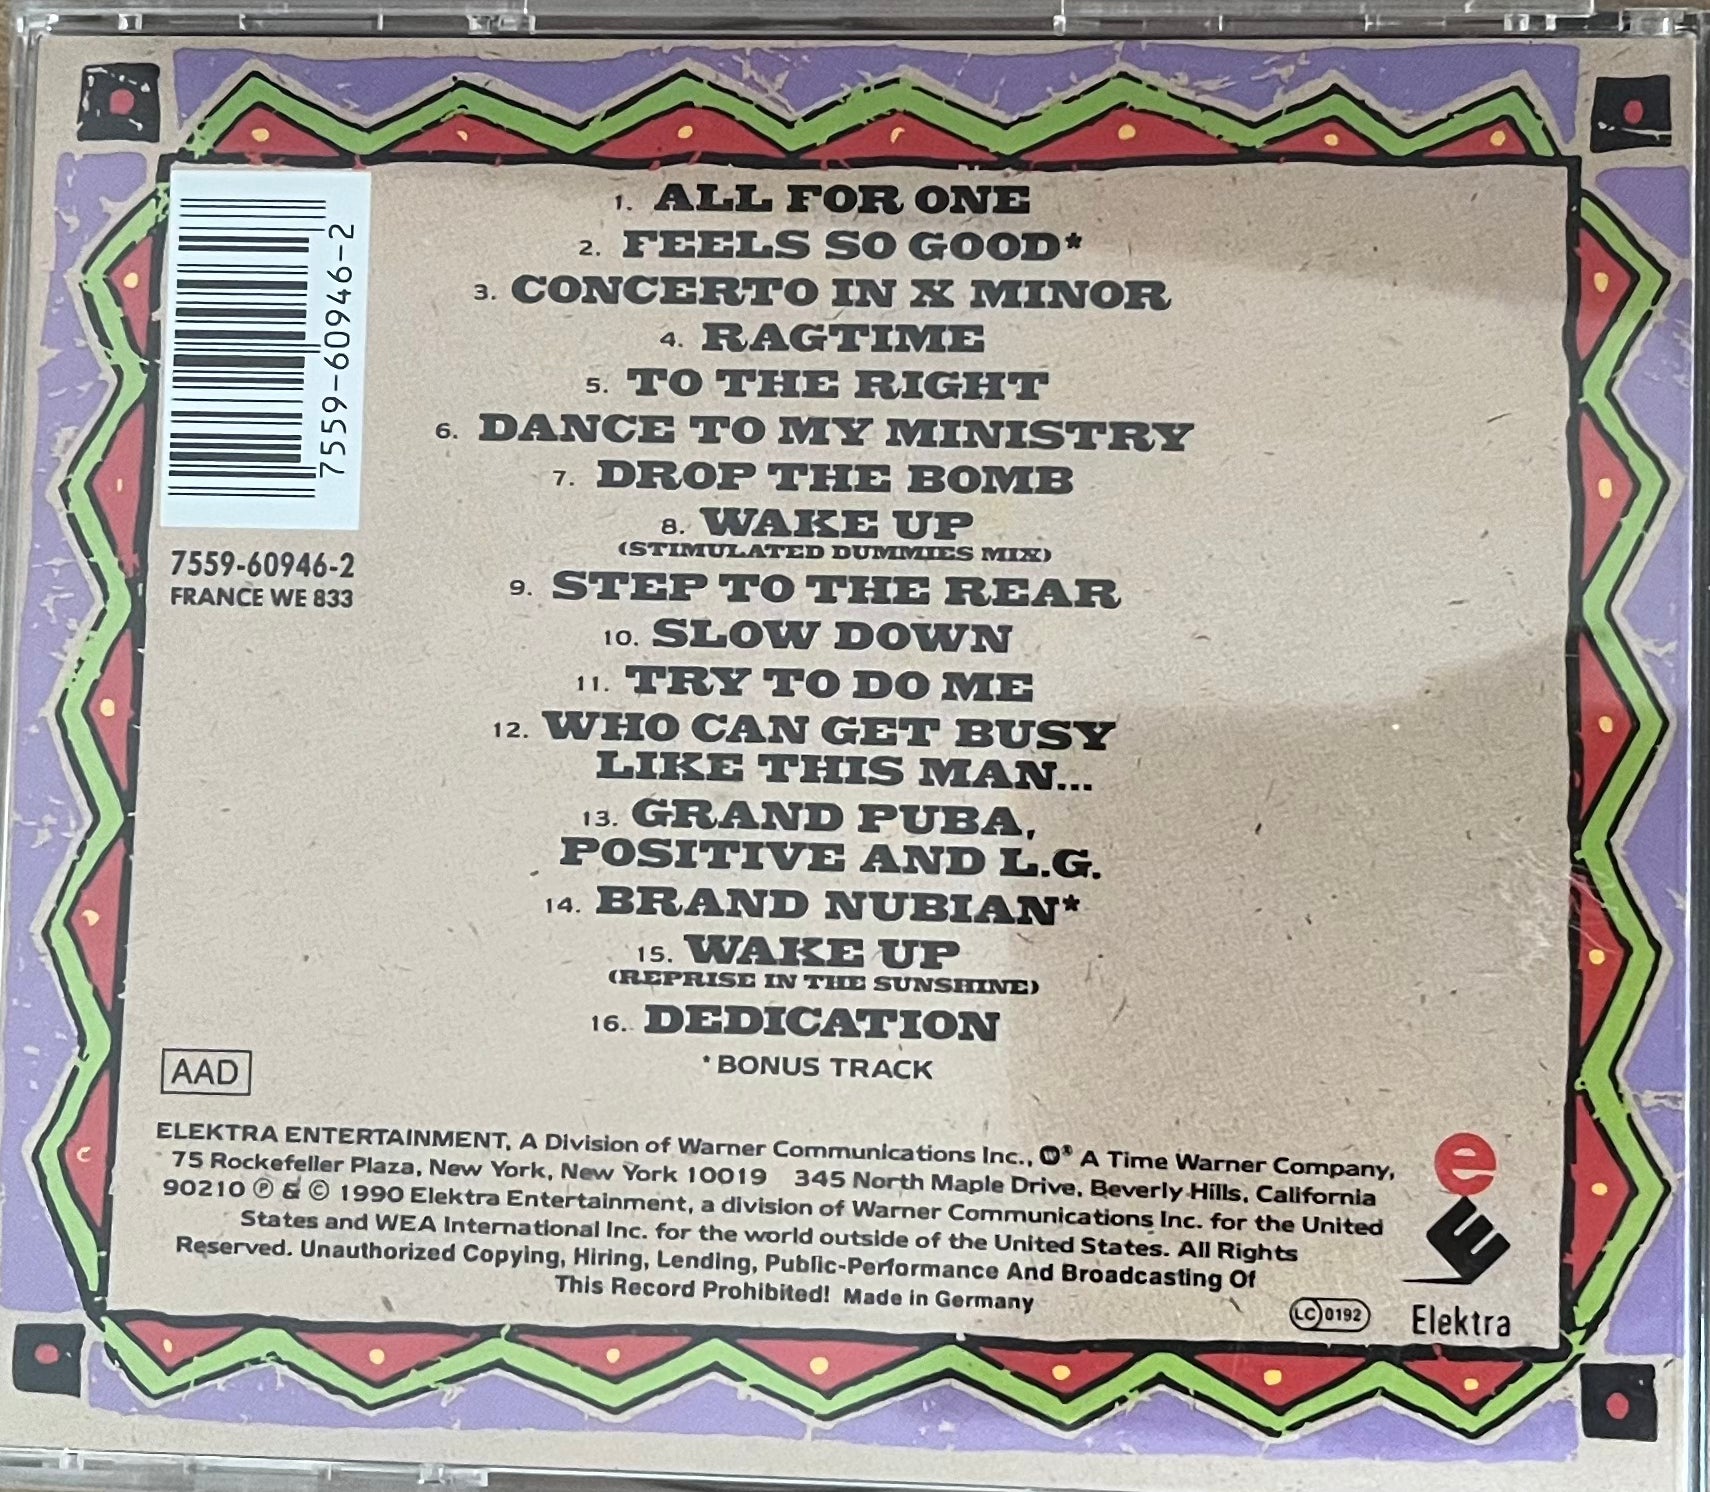 1. ALL FOR ONE
2. FEELS SO GOOD*
3. CONCERTO IN X MINOR
4. RAGTIME
5. TO THE RIGHT
6. DANCE TO MY MINISTRY
7. DROP THE BOMB
8. WAKE UP
(STIMULATED DUMMIES MIX)
9. STEP TO THE REAR
10. SLOW DOWN
11. TRY TO DO ME
12. WHO CAN GET BUSY
LIKE THIS MAN...
13. GRAND PUBA,
POSITIVE AND L.G.
14. BRAND NUBIAN*
15. WAKE UP
(REPRISE IN THE SUNSHINE)
16. DEDICATION
*BONUS TRACK
7559-60946-2
7559-60946-2
FRANCE WE 833
AAD
ELEKTRA ENTERTAINMENT, A Division of Warner Communications Inc., W® A Time Warner Company,
75 Rockefeller Plaza, New York, New York 10019 345 North Maple Drive, Beverly Hills, California
90210 ℗ & © 1990 Elektra Entertainment, a division of Warner Communications Inc. for the United
States and WEA International Inc. for the world outside of the United States. All Rights
Reserved. Unauthorized Copying, Hiring, Lending, Public-Performance And Broadcasting Of
This Record Prohibited! Made in Germany
LC 0192
e E
Elektra